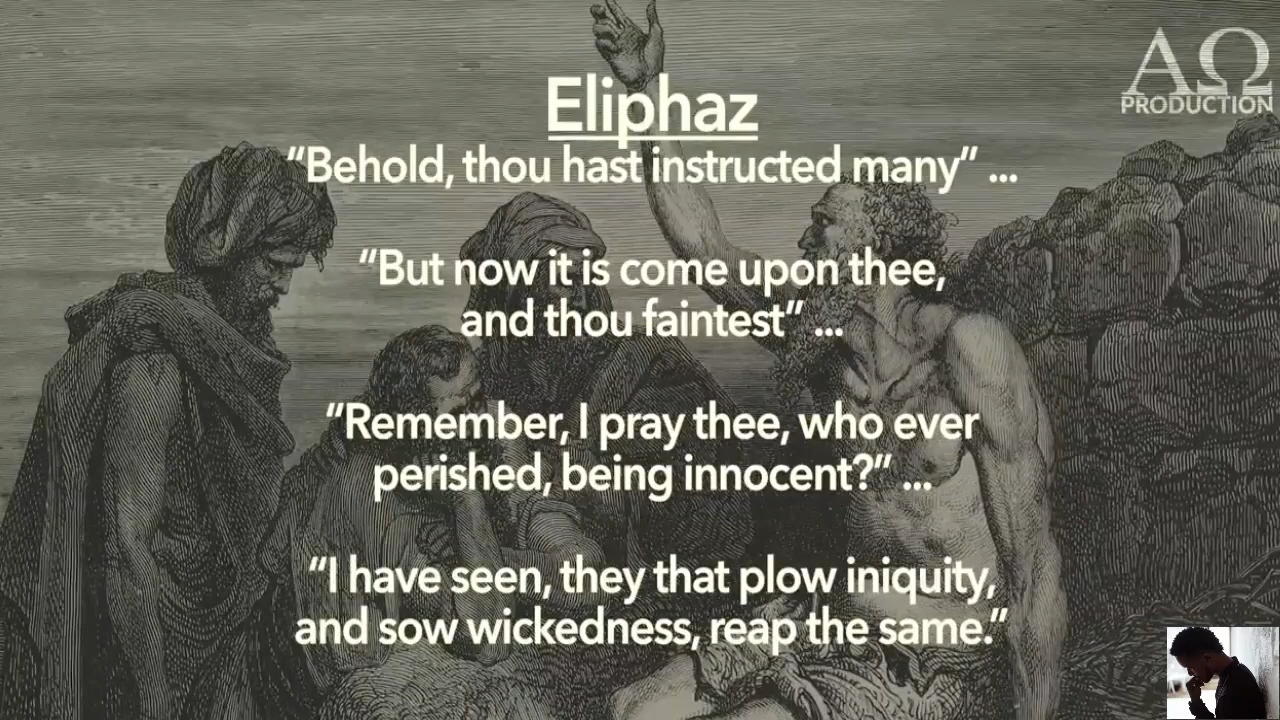 Eliphaz
“Behold, thou hast instructed many” ...
“But now it is come upon thee,
and thou faintest” ...
“Remember, I pray thee, who ever
perished, being innocent?” ...
“I have seen, they that plow iniquity,
and sow wickedness, reap the same.”
ΑΩ
PRODUCTION